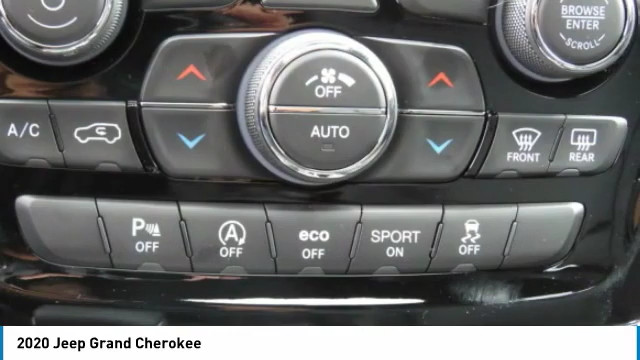 BROWSE
ENTER
SCROLL
OFF
A/C
AUTO
FRONT
REAR
P OFF
A OFF
eco OFF
SPORT ON
OFF
2020 Jeep Grand Cherokee